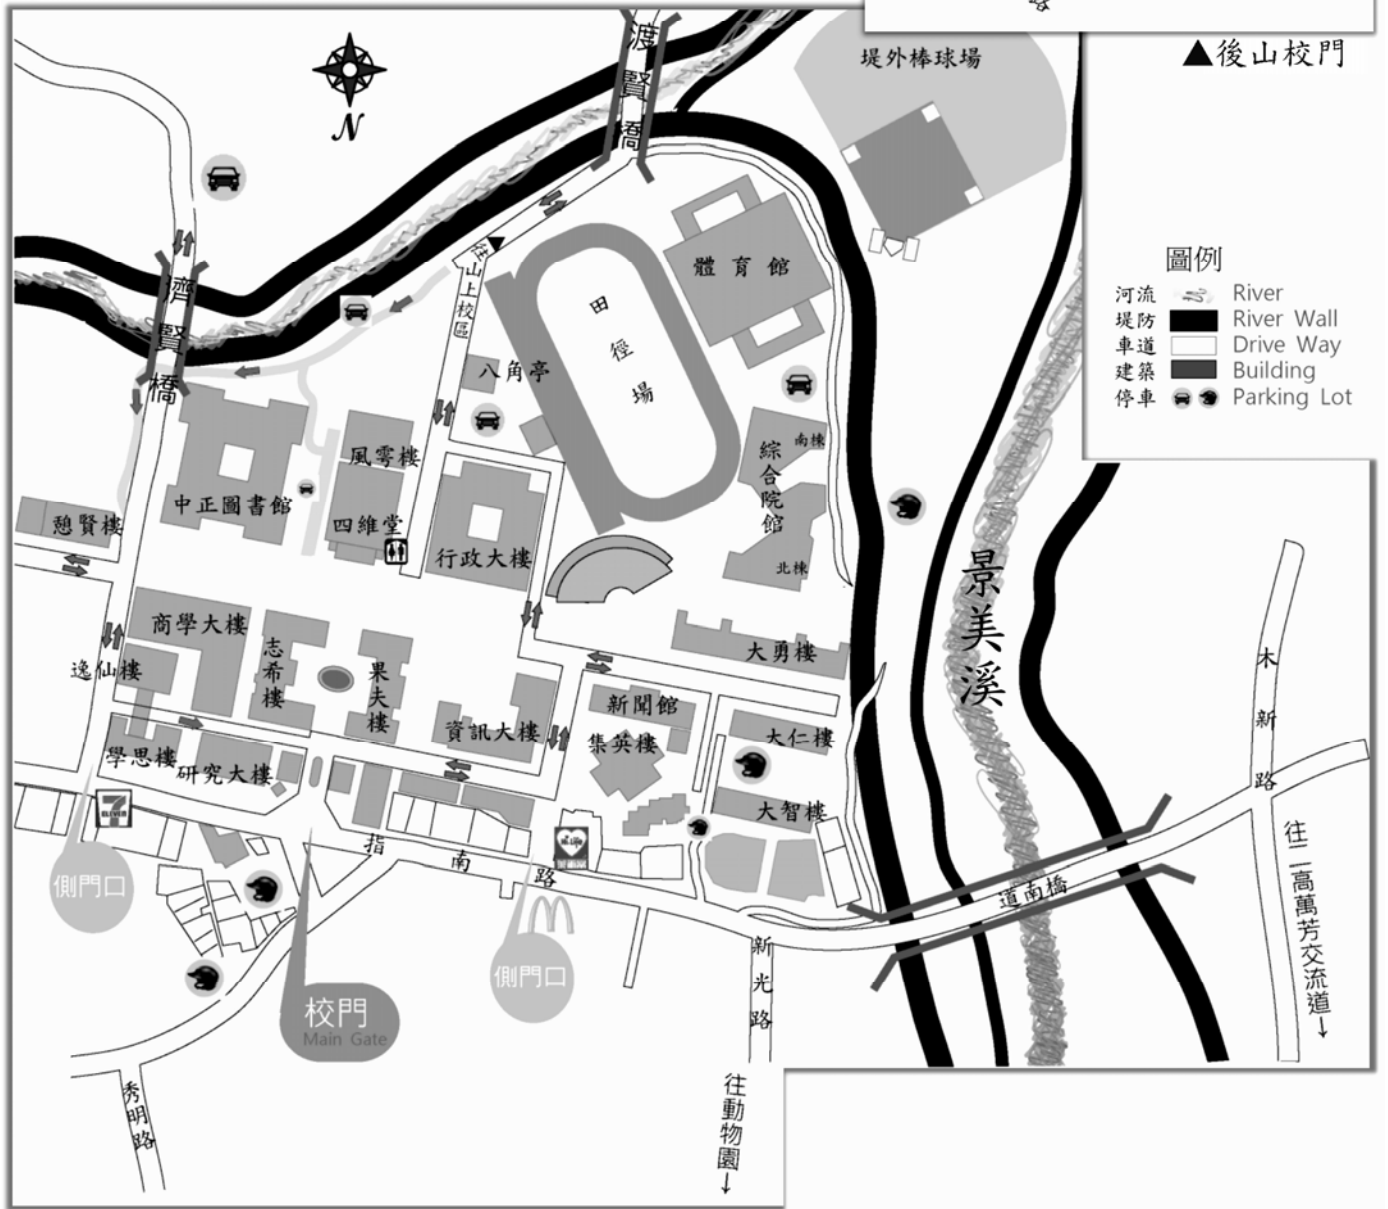 路
▲後山校門
渡賢橋
堤外棒球場
N
往山上校區
體育館
田徑場
圖例
河流 River
堤防 River Wall
車道 Drive Way
建築 Building
停車 Parking Lot
濟賢橋
八角亭
風雩樓
綜合院館
南棟
北棟
中正圖書館
憩賢樓
四維堂
行政大樓
景美溪
商學大樓
志希樓
果夫樓
逸仙樓
大勇樓
新聞館
資訊大樓
集英樓
大仁樓
大智樓
學思樓
研究大樓
木新路
7
ELEVEN
Hi-Life
指南路
側門口
側門口
道南橋
往二高萬芳交流道↓
校門
Main Gate
新光路
秀明路
往動物園↓